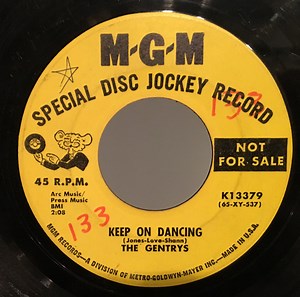 M-G-M
SPECIAL DISC JOCKEY RECORD
133
NOT
FOR SALE
45 R.P.M.
Arc Music/
Press Music
BMI
2:08
K13379
(65-XY-537)
133
KEEP ON DANCING
(Jones-Love-Shann)
THE GENTRYS
MGM RECORDS—A DIVISION OF METRO-GOLDWYN-MAYER INC.—MADE IN U.S.A.